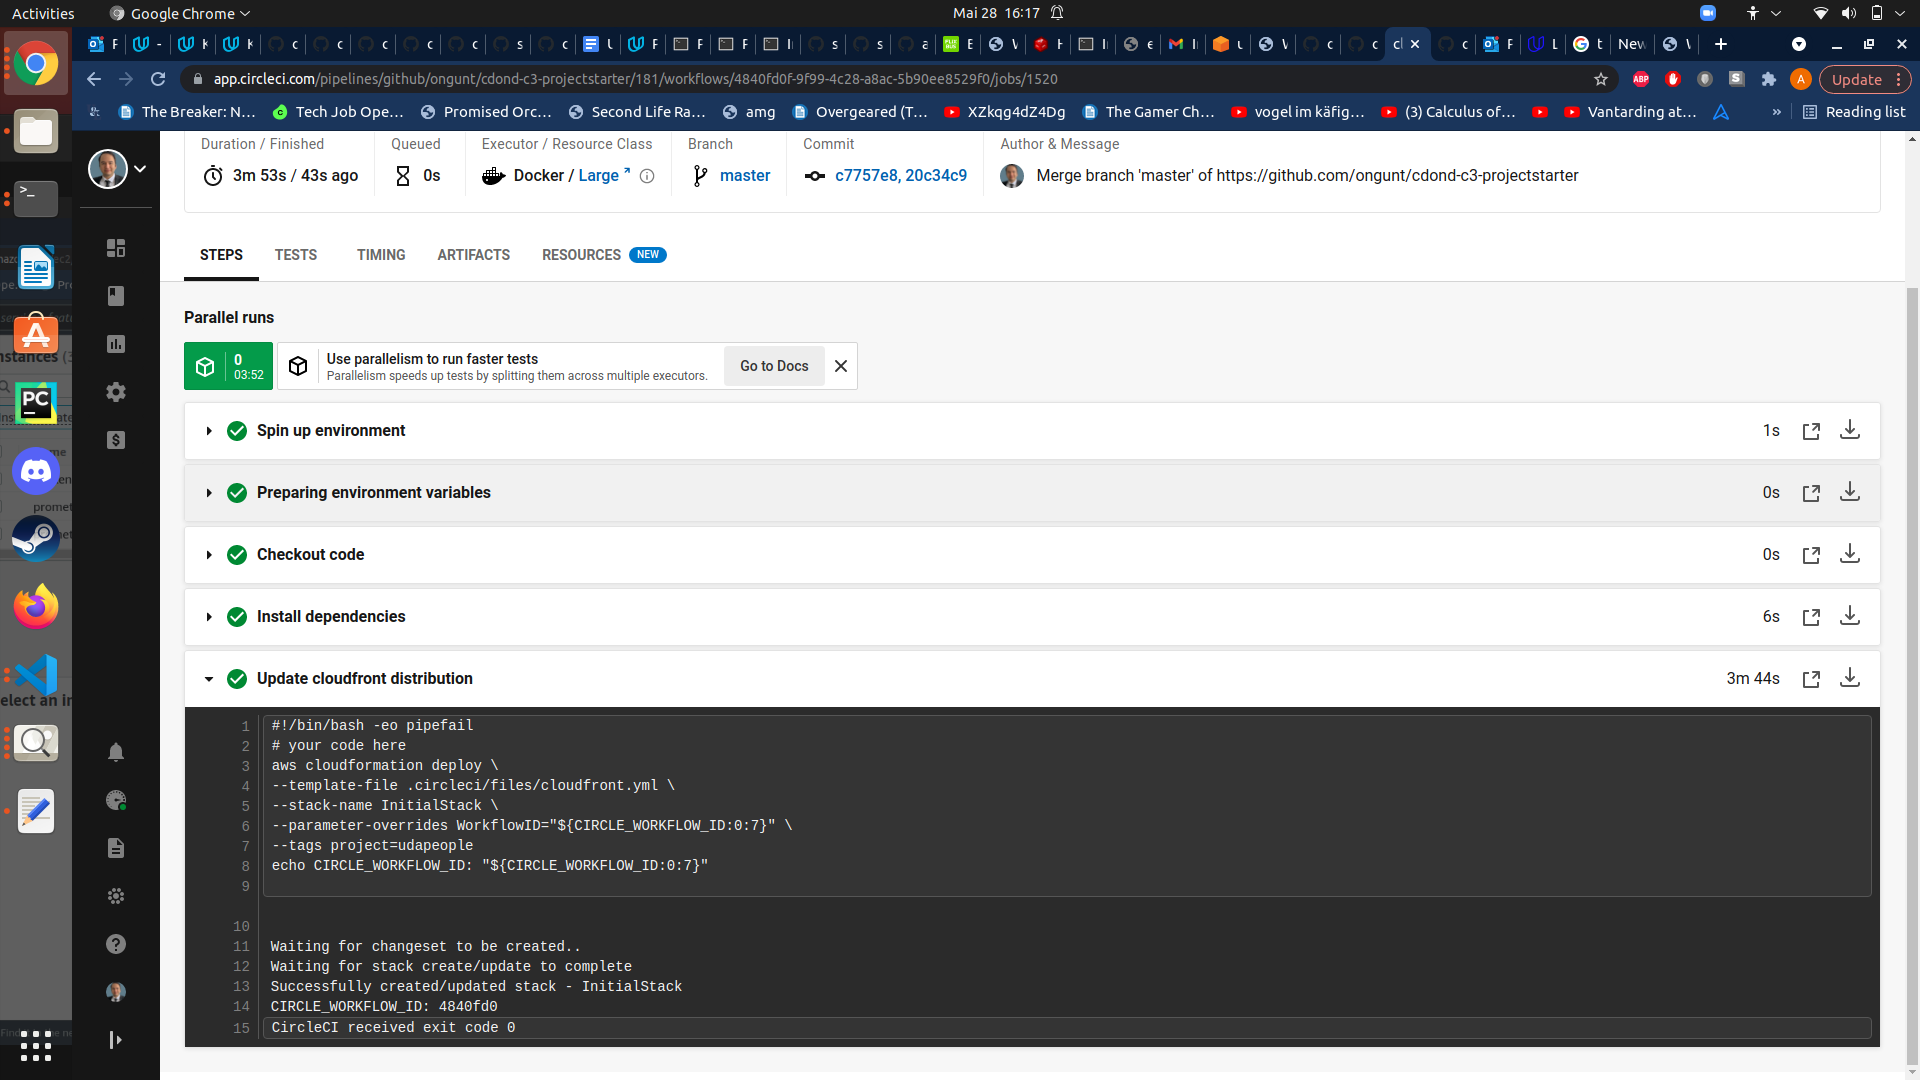 Activities
Google Chrome
Mai 28 16:17
app.circleci.com/pipelines/github/ongunt/cdond-c3-projectstarter/181/workflows/4840fd0f-9f99-4c28-a8ac-5b90ee8529f0/jobs/1520
ABP
A
Update
The Breaker: N...
Tech Job Ope...
Promised Orc...
Second Life Ra...
amg
Overgeared (T...
XZkqg4dZ4Dg
The Gamer Ch...
vogel im käfig...
(3) Calculus of...
Vantarding at...
»
Reading list
Duration / Finished
Queued
Executor / Resource Class
Branch
Commit
Author & Message
3m 53s / 43s ago
0s
Docker / Large
master
c7757e8, 20c34c9
Merge branch 'master' of https://github.com/ongunt/cdond-c3-projectstarter
STEPS
TESTS
TIMING
ARTIFACTS
RESOURCES
NEW
Parallel runs
0
03:52
Use parallelism to run faster tests
Parallelism speeds up tests by splitting them across multiple executors.
Go to Docs
Spin up environment
1s
Preparing environment variables
0s
Checkout code
0s
Install dependencies
6s
Update cloudfront distribution
3m 44s
1 #!/bin/bash -eo pipefail
2 # your code here
3 aws cloudformation deploy \
4 --template-file .circleci/files/cloudfront.yml \
5 --stack-name InitialStack \
6 --parameter-overrides WorkflowID="${CIRCLE_WORKFLOW_ID:0:7}" \
7 --tags project=udapeople
8 echo CIRCLE_WORKFLOW_ID: "${CIRCLE_WORKFLOW_ID:0:7}"
9
10
11 Waiting for changeset to be created..
12 Waiting for stack create/update to complete
13 Successfully created/updated stack - InitialStack
14 CIRCLE_WORKFLOW_ID: 4840fd0
15 CircleCI received exit code 0